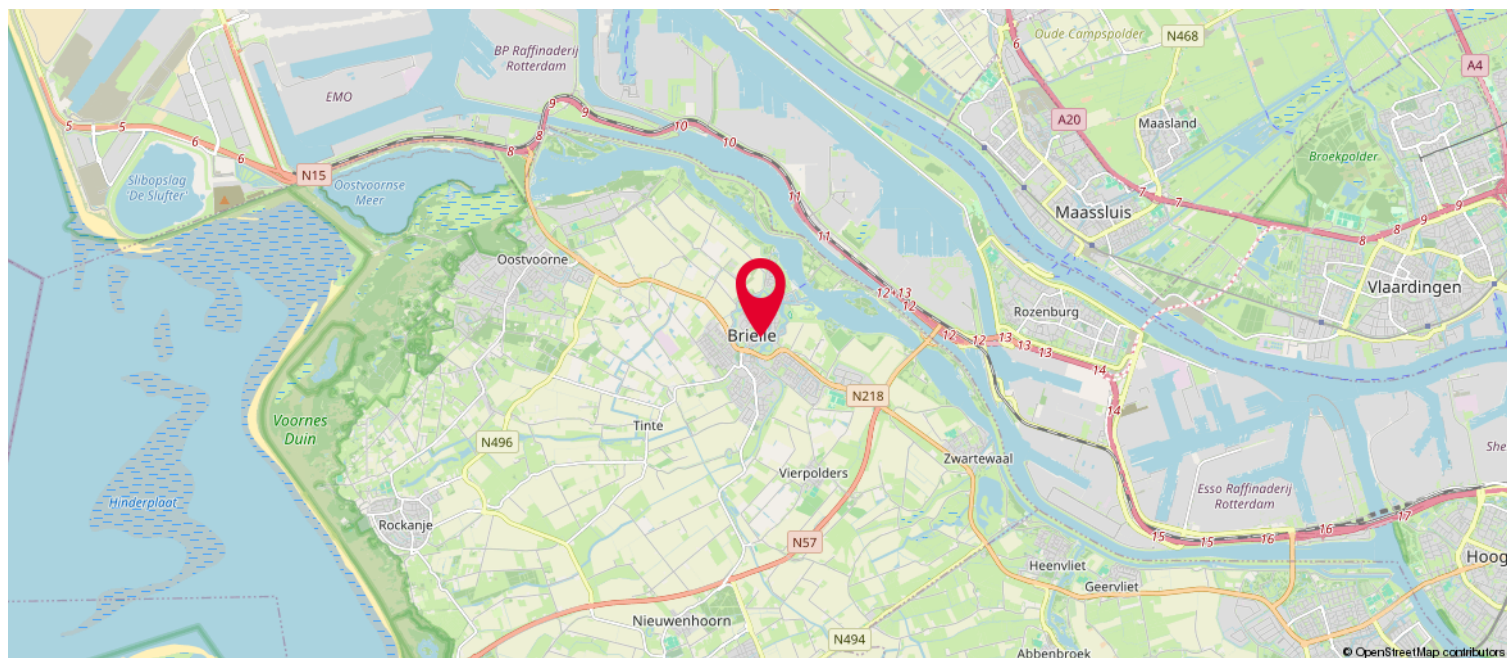 BP Raffinaderij
Rotterdam
6
Oude Campspolder
N468
A4
EMO
9
9
5
5
6
6
8
8
10
10
A20
Maasland
Broekpolder
N15
Slibopslag
'De Slufter'
Oostvoornse
Meer
11
11
Maassluis
7
7
8
8
9
Oostvoorne
12+13
12
12
12
13
13
13
14
14
Rozenburg
Vlaardingen
Brielle
N218
Voornes
Duin
N496
Tinte
Zwartewaal
Vierpolders
Hinderplaat
Rockanje
Esso Raffinaderij
Rotterdam
She
N57
15
15
16
16
17
Hoog
Heenvliet
Geervliet
Nieuwenhoorn
N494
Abbenbroek
© OpenStreetMap contributors